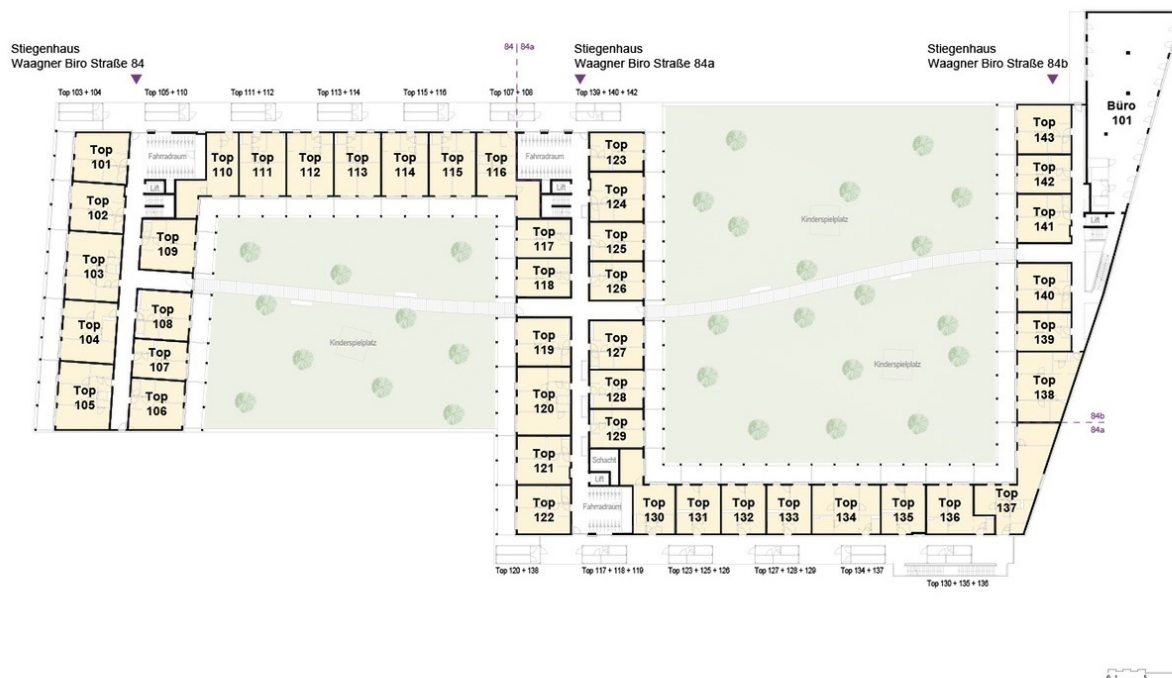 84 | 84a
Stiegenhaus
Waagner Biro Straße 84
Stiegenhaus
Waagner Biro Straße 84a
Stiegenhaus
Waagner Biro Straße 84b
Top 103 + 104
Top 105 + 110
Top 111 + 112
Top 113 + 114
Top 115 + 116
Top 107 + 108
Top 139 + 140 + 142
Büro
101
Top
101
Fahrradraum
Top
110
Top
111
Top
112
Top
113
Top
114
Top
115
Top
116
Fahrradraum
Top
123
Top
143
Lift
Lift
Top
142
Top
102
Top
124
Kinderspielplatz
Top
141
Lift
Top
109
Top
117
Top
125
Top
103
Top
118
Top
126
Top
140
Top
108
Top
104
Kinderspielplatz
Top
119
Top
127
Top
139
Top
107
Kinderspielplatz
Top
138
Top
105
Top
106
Top
120
Top
128
Top
129
84b
84a
Top
121
Schacht
Lift
Top
122
Fahrradraum
Top
130
Top
131
Top
132
Top
133
Top
134
Top
135
Top
136
Top
137
Top 120 + 138
Top 117 + 118 + 119
Top 123 + 125 + 126
Top 127 + 128 + 129
Top 134 + 137
Top 130 + 135 + 136